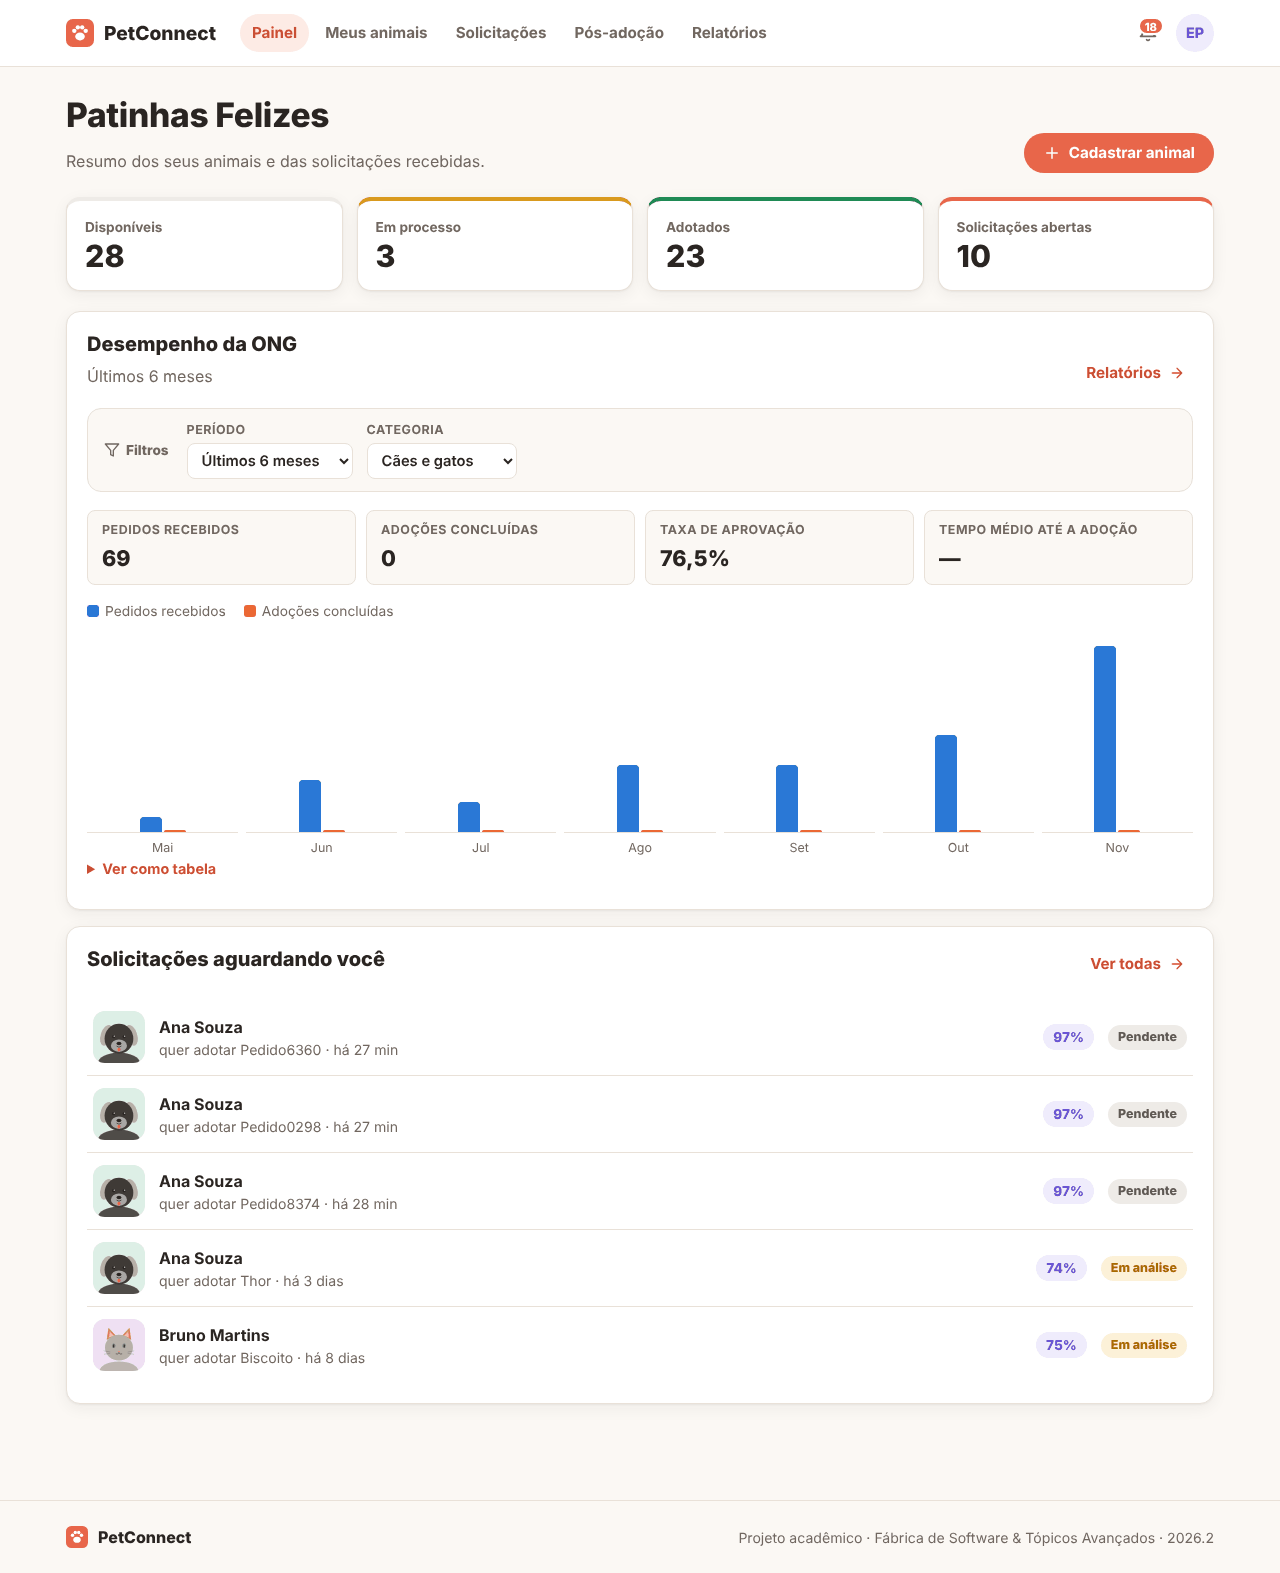 PetConnect
Painel
Meus animais
Solicitações
Pós-adoção
Relatórios
18
EP
Patinhas Felizes
Resumo dos seus animais e das solicitações recebidas.
Cadastrar animal
Disponíveis
28
Em processo
3
Adotados
23
Solicitações abertas
10
Desempenho da ONG
Últimos 6 meses
Relatórios
Filtros
PERÍODO
Últimos 6 meses
CATEGORIA
Cães e gatos
PEDIDOS RECEBIDOS
69
ADOÇÕES CONCLUÍDAS
0
TAXA DE APROVAÇÃO
76,5%
TEMPO MÉDIO ATÉ A ADOÇÃO
—
Pedidos recebidos
Adoções concluídas
Mai
Jun
Jul
Ago
Set
Out
Nov
Ver como tabela
Solicitações aguardando você
Ver todas
Ana Souza
quer adotar Pedido6360 · há 27 min
97%
Pendente
Ana Souza
quer adotar Pedido0298 · há 27 min
97%
Pendente
Ana Souza
quer adotar Pedido8374 · há 28 min
97%
Pendente
Ana Souza
quer adotar Thor · há 3 dias
74%
Em análise
Bruno Martins
quer adotar Biscoito · há 8 dias
75%
Em análise
PetConnect
Projeto acadêmico · Fábrica de Software & Tópicos Avançados · 2026.2